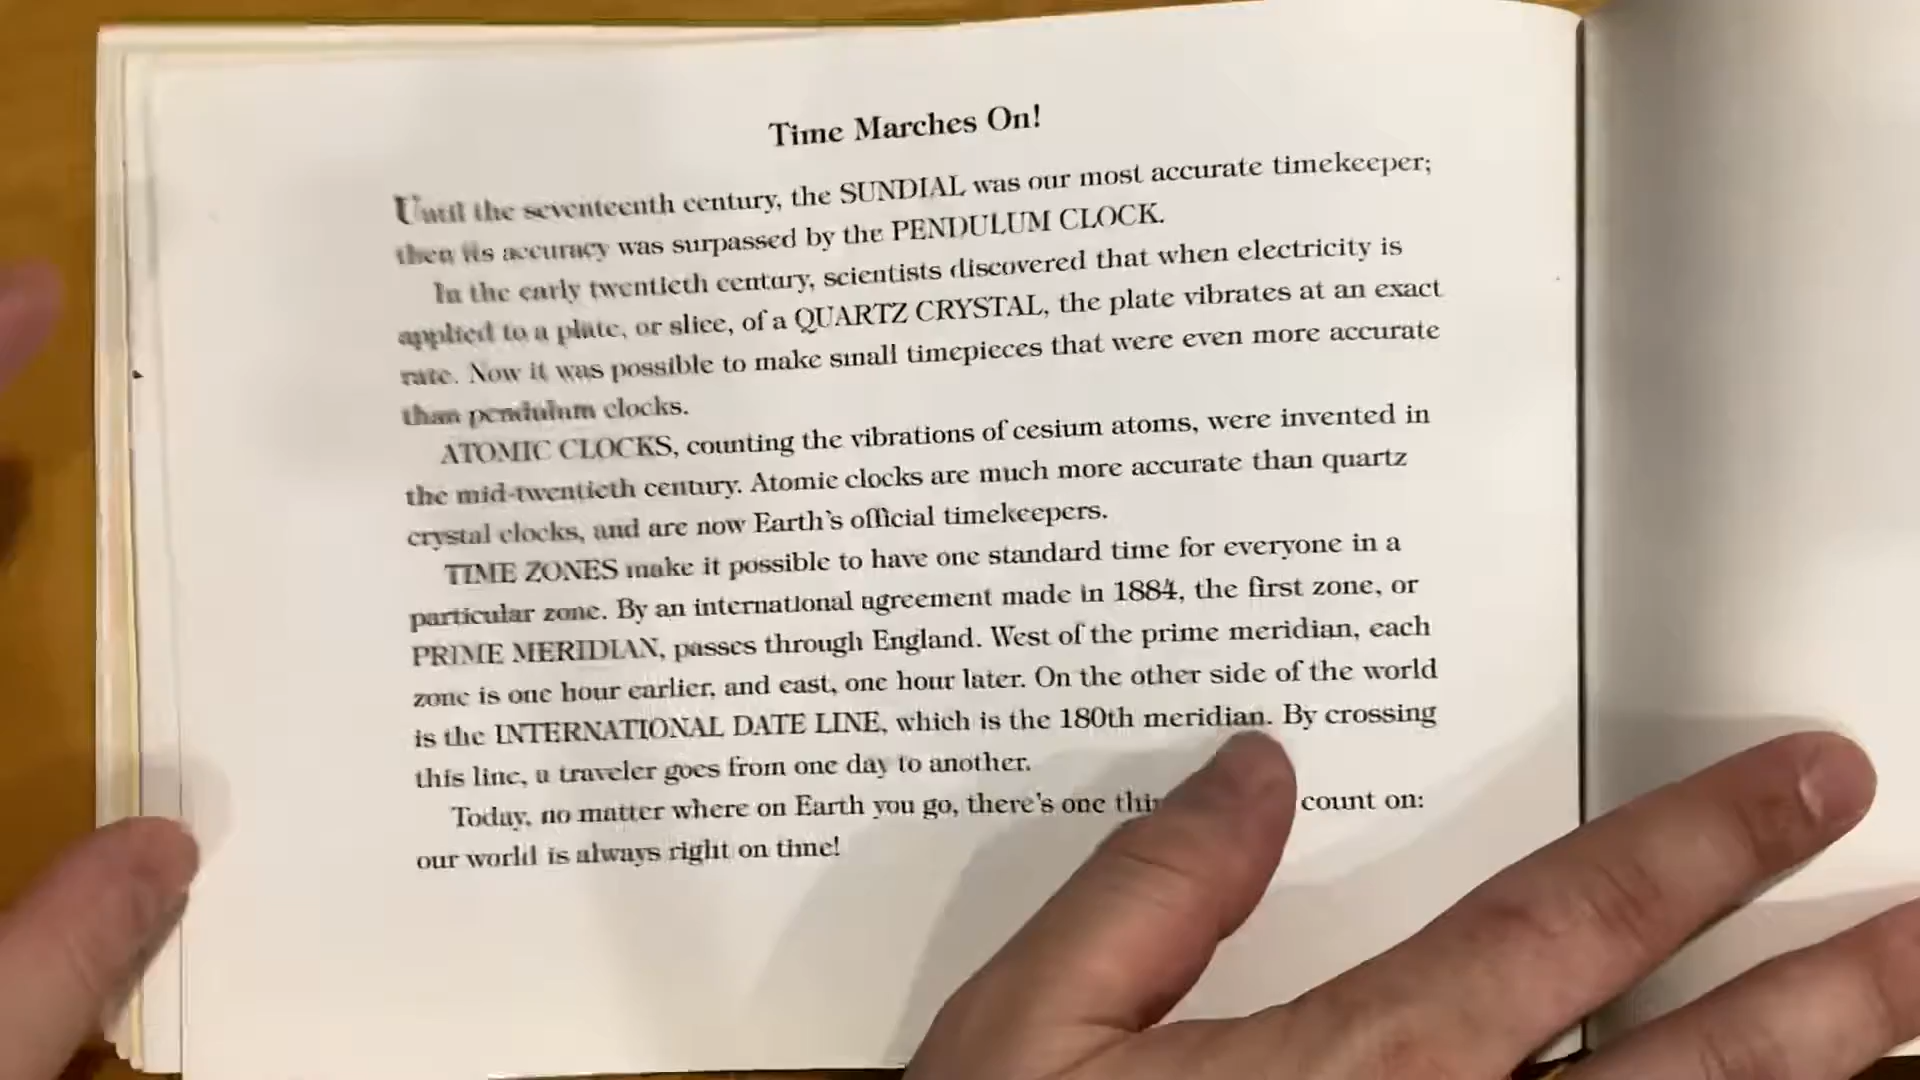 Time Marches On!
Until the seventeenth century, the SUNDIAL was our most accurate timekeeper;
then its accuracy was surpassed by the PENDULUM CLOCK.
In the early twentieth century, scientists discovered that when electricity is
applied to a plate, or slice, of a QUARTZ CRYSTAL, the plate vibrates at an exact
rate. Now it was possible to make small timepieces that were even more accurate
than pendulum clocks.
ATOMIC CLOCKS, counting the vibrations of cesium atoms, were invented in
the mid-twentieth century. Atomic clocks are much more accurate than quartz
crystal clocks, and are now Earth's official timekeepers.
TIME ZONES make it possible to have one standard time for everyone in a
particular zone. By an international agreement made in 1884, the first zone, or
PRIME MERIDIAN, passes through England. West of the prime meridian, each
zone is one hour earlier, and east, one hour later. On the other side of the world
is the INTERNATIONAL DATE LINE, which is the 180th meridian. By crossing
this line, a traveler goes from one day to another.
Today, no matter where on Earth you go, there's one count on:
our world is always right on time!